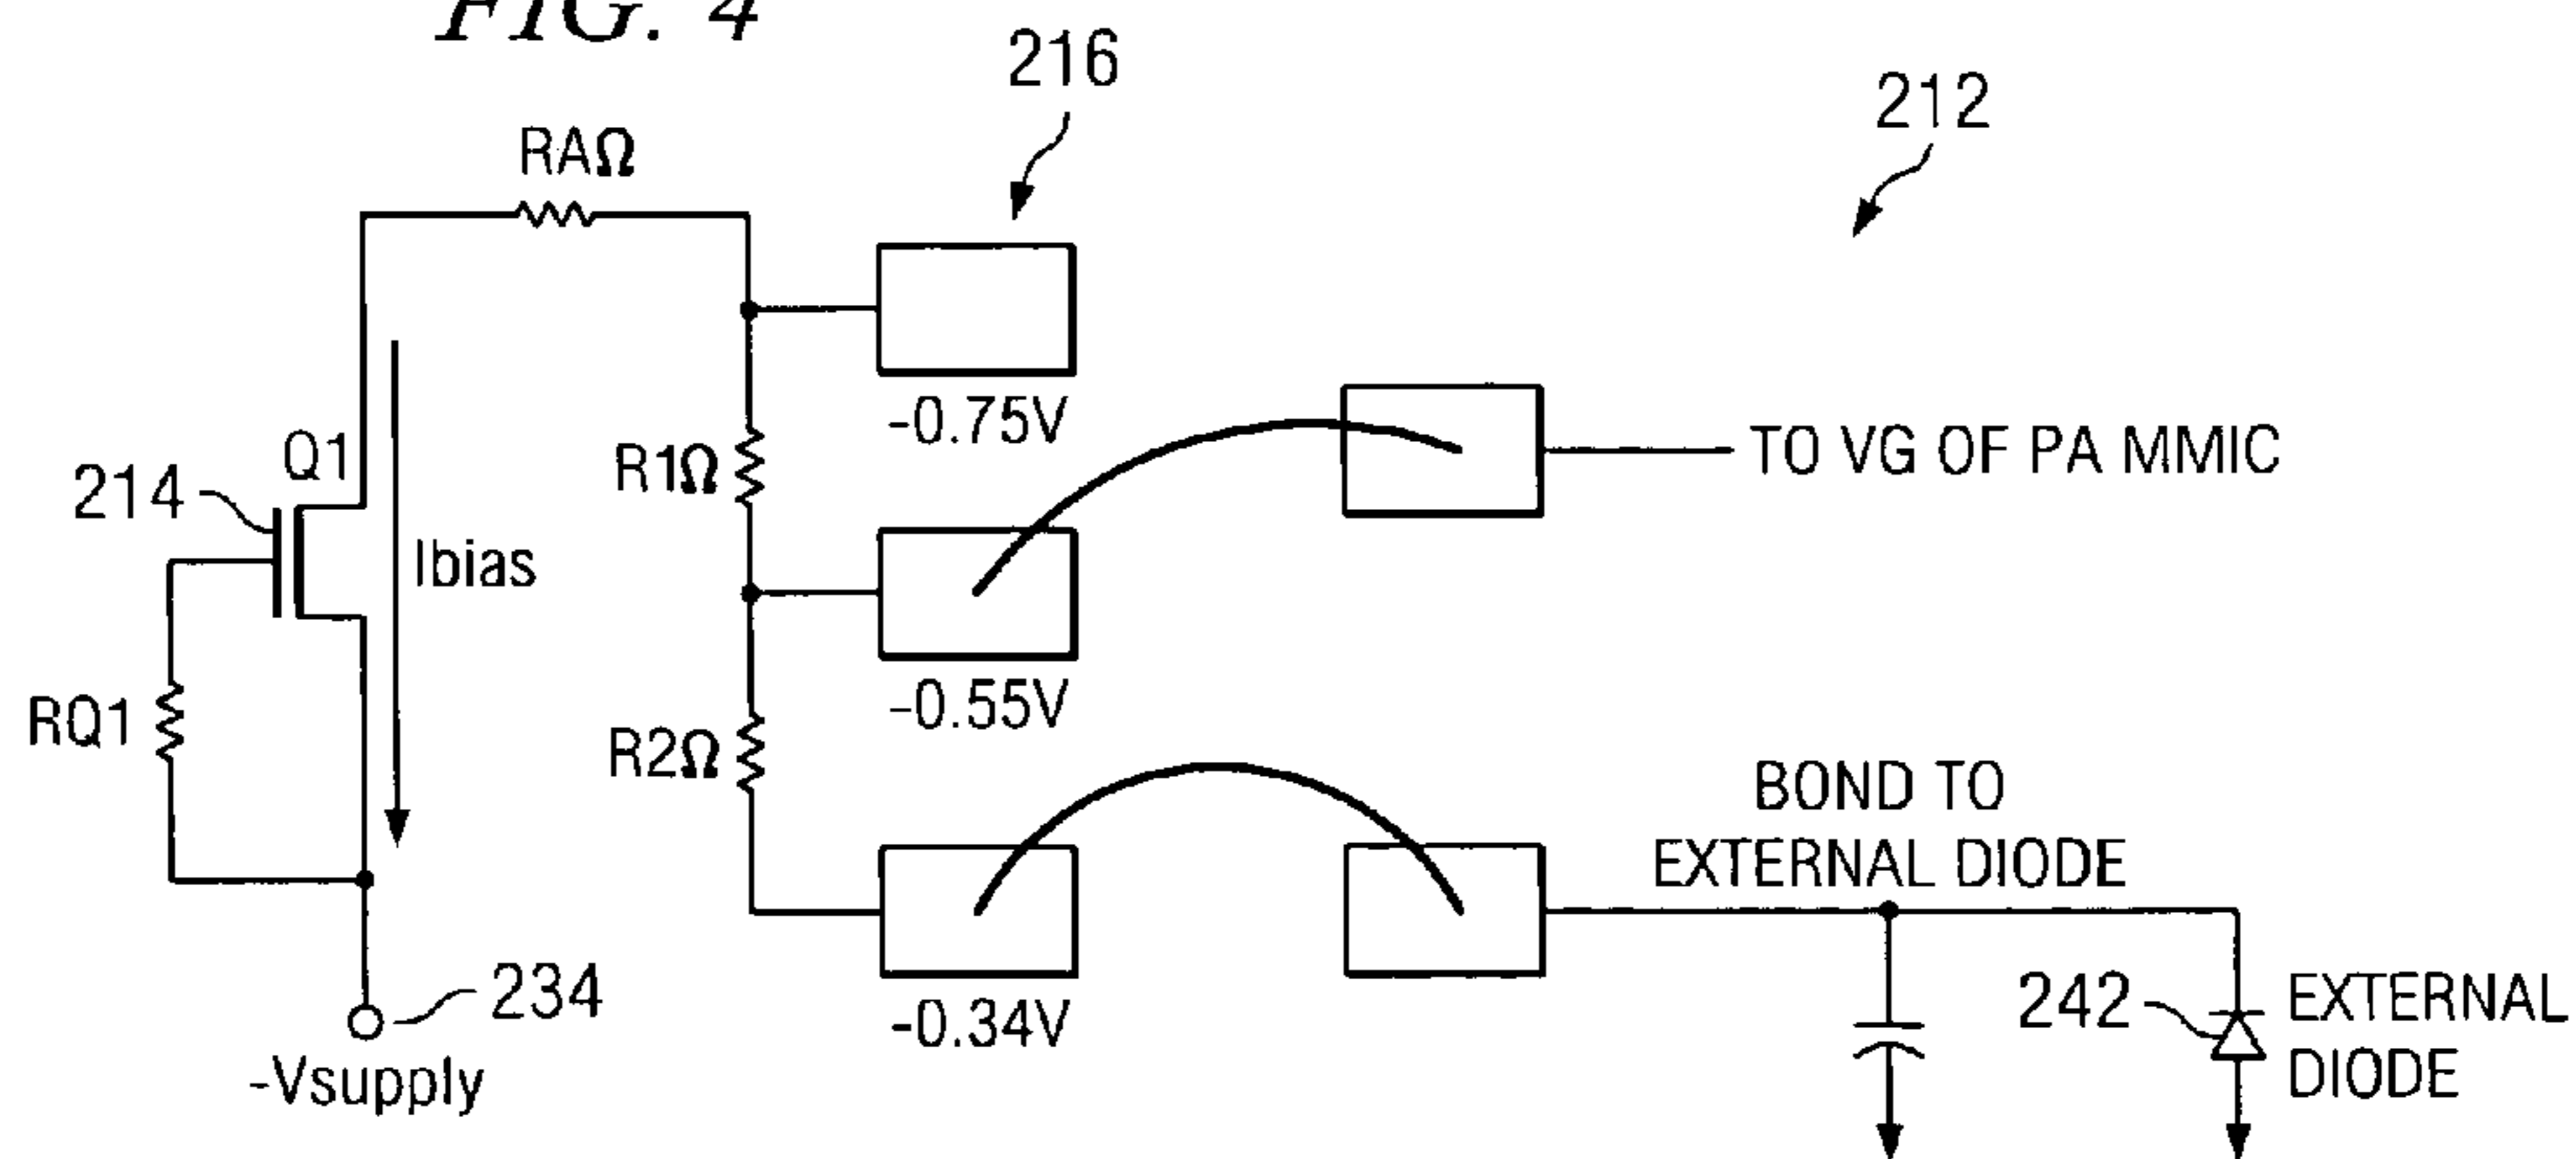 FIG. 4
216
212
RAΩ
-0.75V
Q1
214
R1Ω
TO VG OF PA MMIC
Ibias
-0.55V
RQ1
R2Ω
BOND TO
EXTERNAL DIODE
234
-0.34V
242
EXTERNAL
DIODE
-Vsupply